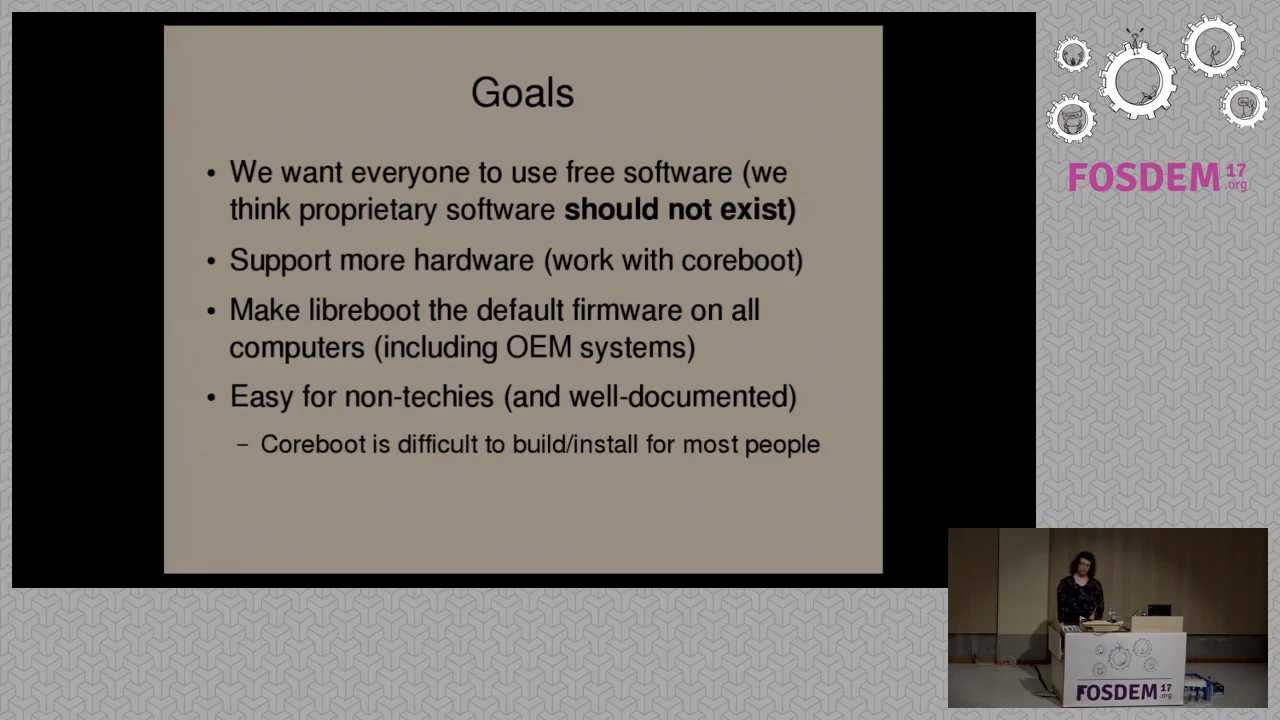 Goals
• We want everyone to use free software (we
think proprietary software should not exist)
• Support more hardware (work with coreboot)
• Make libreboot the default firmware on all
computers (including OEM systems)
• Easy for non-techies (and well-documented)
– Coreboot is difficult to build/install for most people
FOSDEM 17 .org
FOSDEM 17 .org